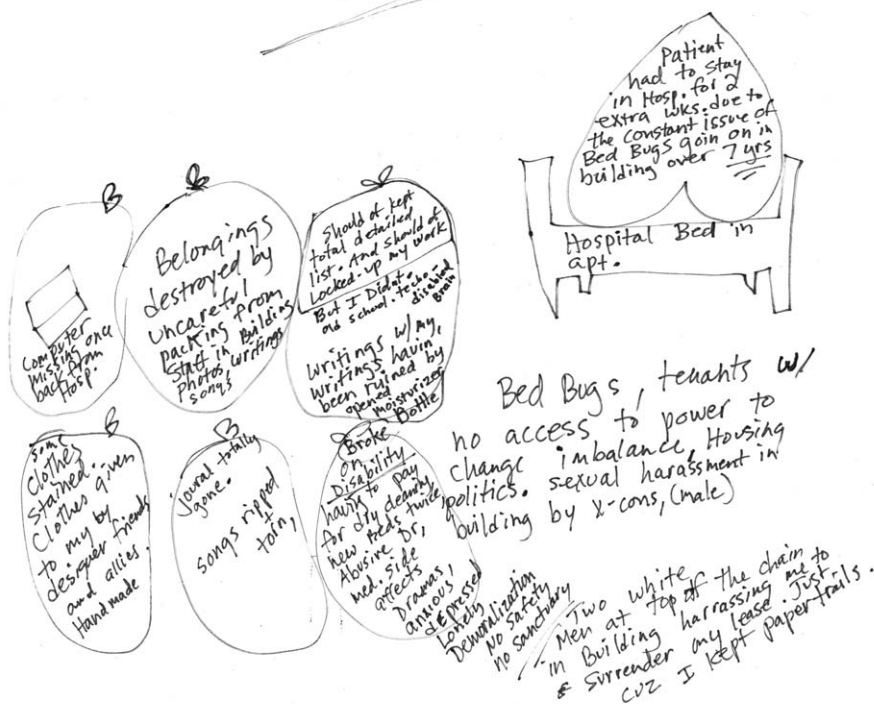 Patient
had to stay
in Hosp. for 2
extra wks. due to
the constant issue of
Bed Bugs goin on in
building over 7 yrs
Hospital Bed in
apt.
Computer
missing once
back from
Hosp.
Belongings
destroyed by
uncareful
packing from
staff in Building
photos, writings
songs
Should of kept
total detailed
list. And should of
Locked-up my work
But I Didnt.
old school. techo.
disabled
Brain
writings w/ my,
writings havin
been ruined by
opened
moisturizer
Bottle
some
Clothes
stained.
Clothes given
to my by
designer friends
and allies.
Handmade
Joural totally
gone.
songs ripped
torn,
Broke
on
Disability
having to pay
for dry cleaning,
new Beds twice
Abusive Dr,
med. side
affects
Dramas,
anxious
depressed
Lonely
Demoralization
No Safety
no sanctuary
Bed Bugs, tenants w/
no access to power to
change imbalance, Housing
politics. sexual harassment in
building by x-cons, (male)
Two white
Men at top of the chain
in Building harrassing me to
surrender my lease. Just
cuz I kept paper trails.